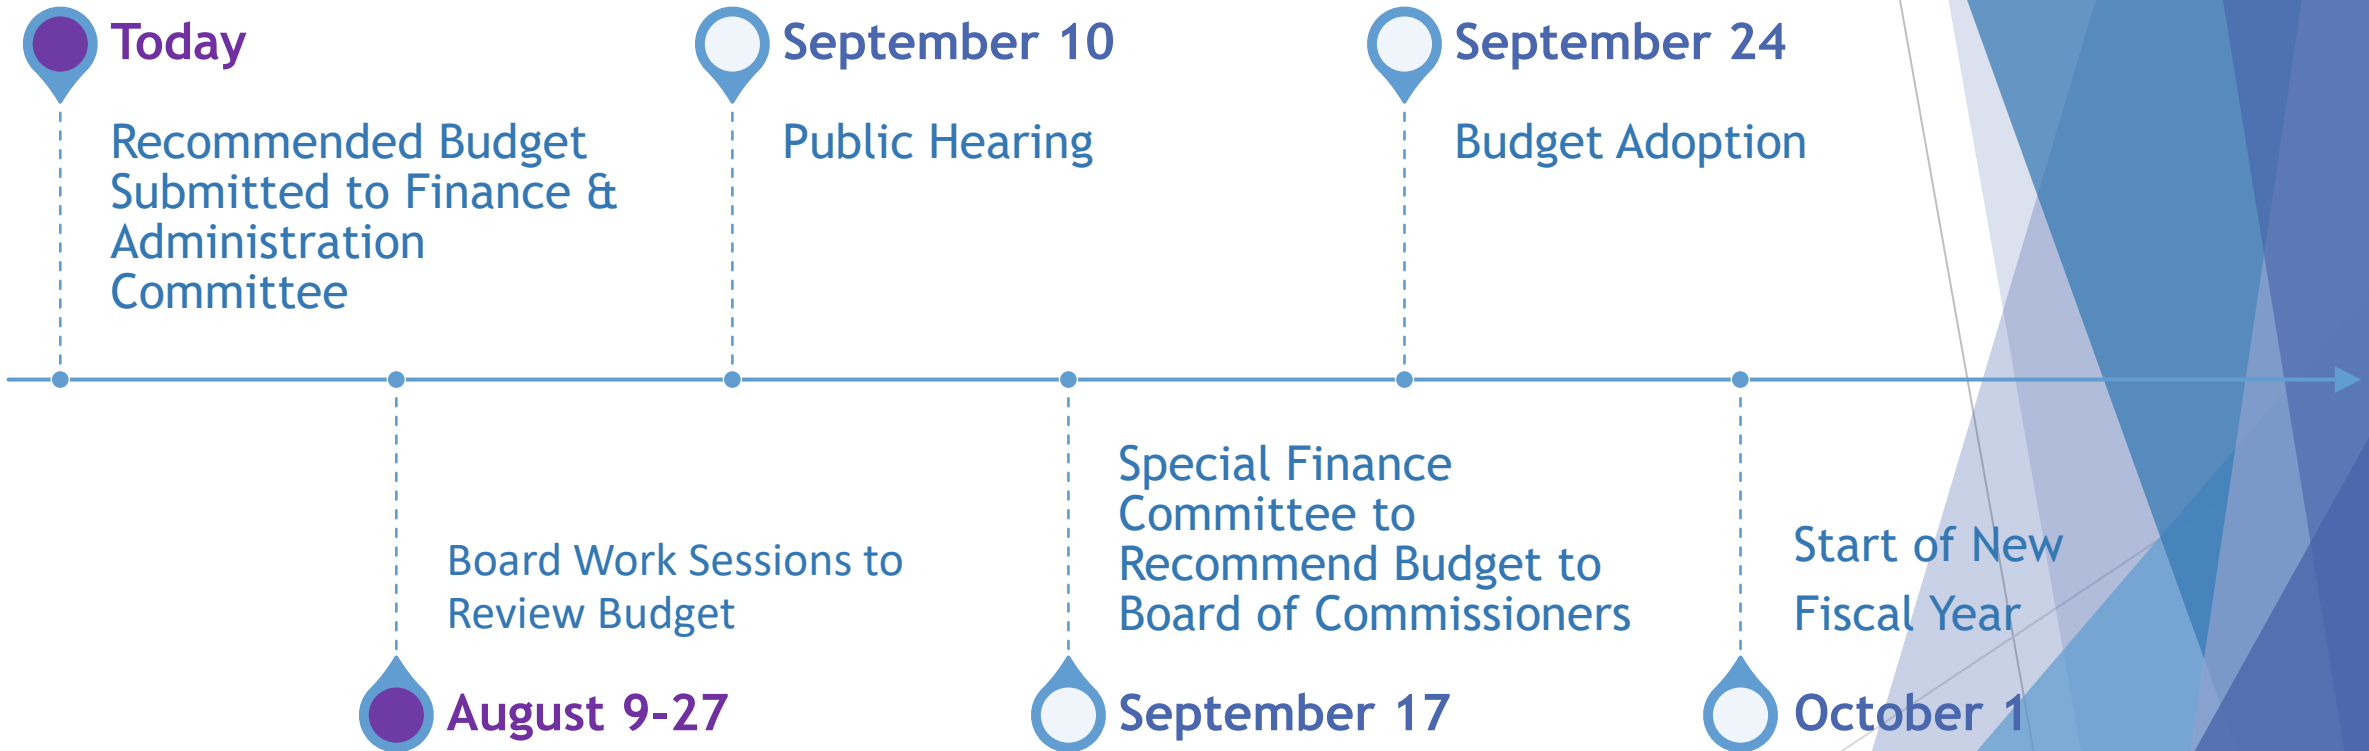 Today
Recommended Budget
Submitted to Finance &
Administration
Committee
Board Work Sessions to
Review Budget
August 9-27
September 10
Public Hearing
Special Finance
Committee to
Recommend Budget to
Board of Commissioners
September 17
September 24
Budget Adoption
Start of New
Fiscal Year
October 1